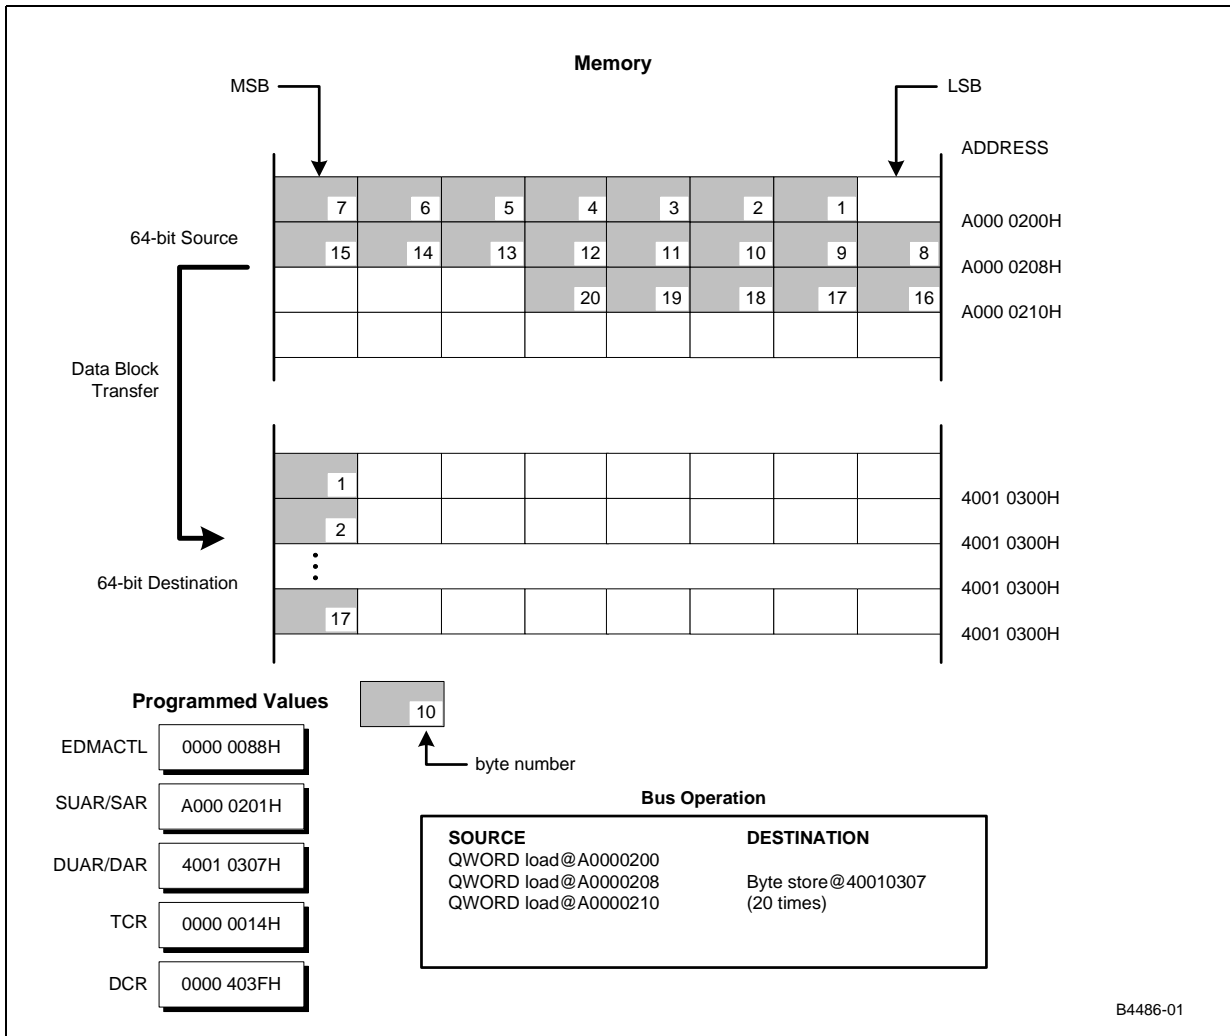 Memory
MSB
LSB
ADDRESS
7 6 5 4 3 2 1
A000 0200H
64-bit Source
15 14 13 12 11 10 9 8
A000 0208H
20 19 18 17 16
A000 0210H
Data Block
Transfer
1
4001 0300H
2
4001 0300H
64-bit Destination
4001 0300H
17
4001 0300H
Programmed Values
10
byte number
EDMACTL 0000 0088H
SUAR/SAR A000 0201H
DUAR/DAR 4001 0307H
TCR 0000 0014H
DCR 0000 403FH
Bus Operation
SOURCE DESTINATION
QWORD load@A0000200
QWORD load@A0000208 Byte store@40010307
QWORD load@A0000210 (20 times)
B4486-01